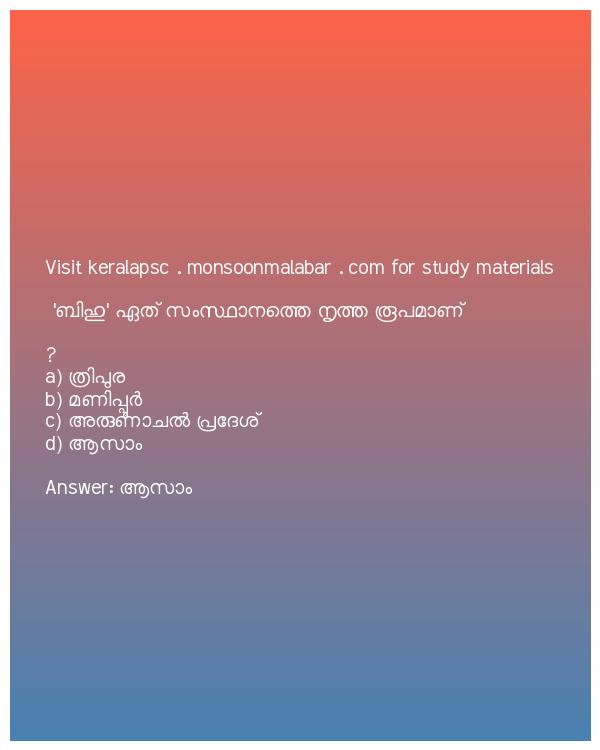 Visit keralapsc . monsoonmalabar . com for study materials
'ബിഹു' ഏത് സംസ്ഥാനത്തെ നൃത്ത രൂപമാണ്
?
a) ത്രിപുര
b) മണിപ്പൂർ
c) അരുണാചൽ പ്രദേശ്
d) ആസാം
Answer: ആസാം